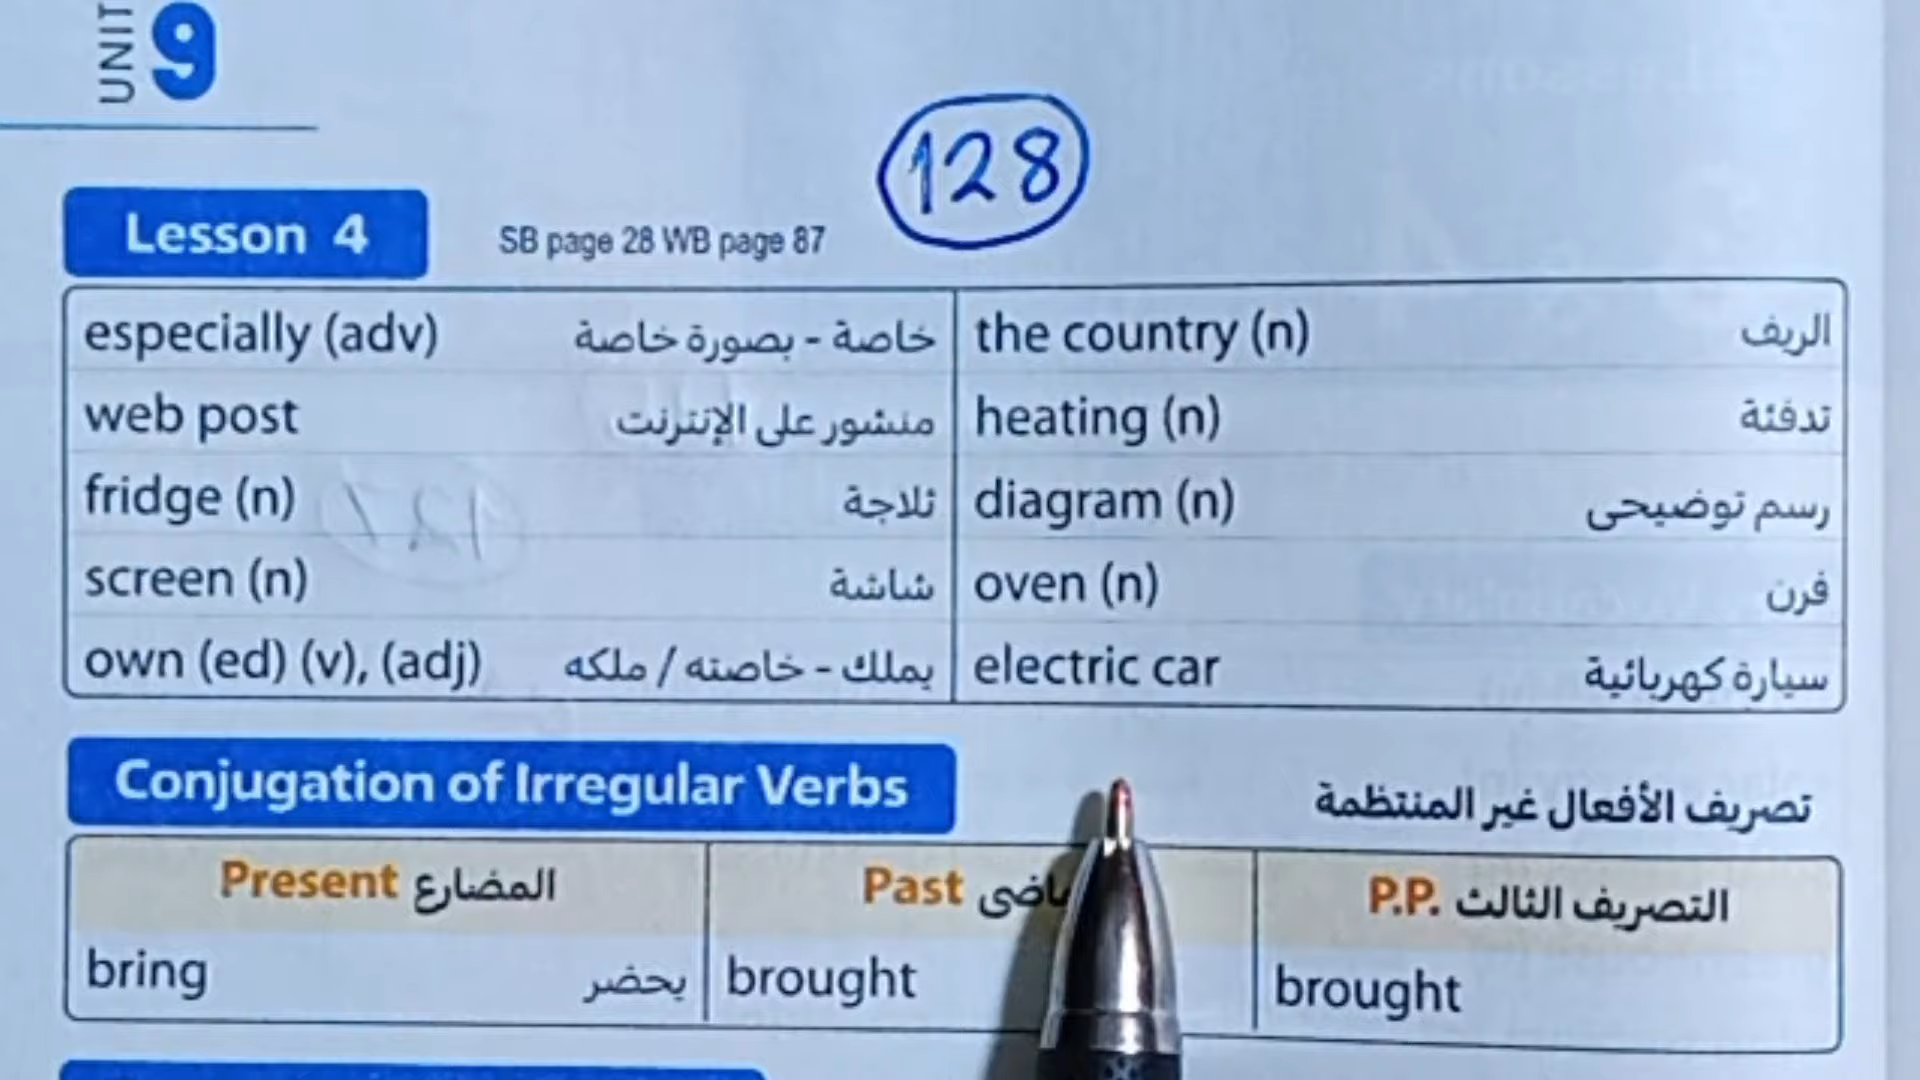 UNIT 9
128
Lesson 4 SB page 28 WB page 87
especially (adv) خاصة - بصورة خاصة the country (n) الريف
web post منشور على الإنترنت heating (n) تدفئة
fridge (n) ثلاجة diagram (n) رسم توضيحى
screen (n) شاشة oven (n) فرن
own (ed) (v), (adj) يملك - خاصته / ملكه electric car سيارة كهربائية
Conjugation of Irregular Verbs تصريف الأفعال غير المنتظمة
Present المضارع Past P.P. التصريف الثالث
bring يحضر brought brought